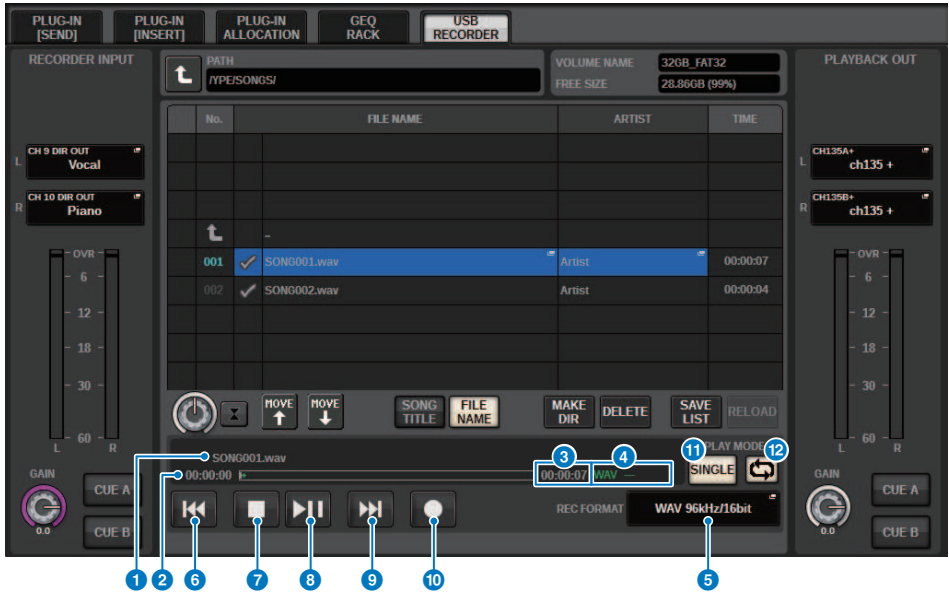 PLUG-IN
[SEND]
PLUG-IN
[INSERT]
PLUG-IN
ALLOCATION
GEQ
RACK
USB
RECORDER
RECORDER INPUT
PATH
/YPE/SONGS/
VOLUME NAME
32GB_FAT32
FREE SIZE
28.86GB (99%)
PLAYBACK OUT
No.
FILE NAME
ARTIST
TIME
L
CH 9 DIR OUT
Vocal
R
CH 10 DIR OUT
Piano
L
CH135A+
ch135 +
R
CH135B+
ch135 +
..
001
SONG001.wav
Artist
00:00:07
002
SONG002.wav
Artist
00:00:04
OVR
6
12
18
30
60
L
R
OVR
6
12
18
30
60
L
R
MOVE
MOVE
SONG
TITLE
FILE
NAME
MAKE
DIR
DELETE
SAVE
LIST
RELOAD
SONG001.wav
00:00:00
00:00:07
WAV
---
PLAY MODE
SINGLE
REC FORMAT
WAV 96kHz/16bit
GAIN
0.0
CUE A
CUE B
GAIN
0.0
CUE A
CUE B
3
4
11
12
1
2
6
7
8
9
10
5